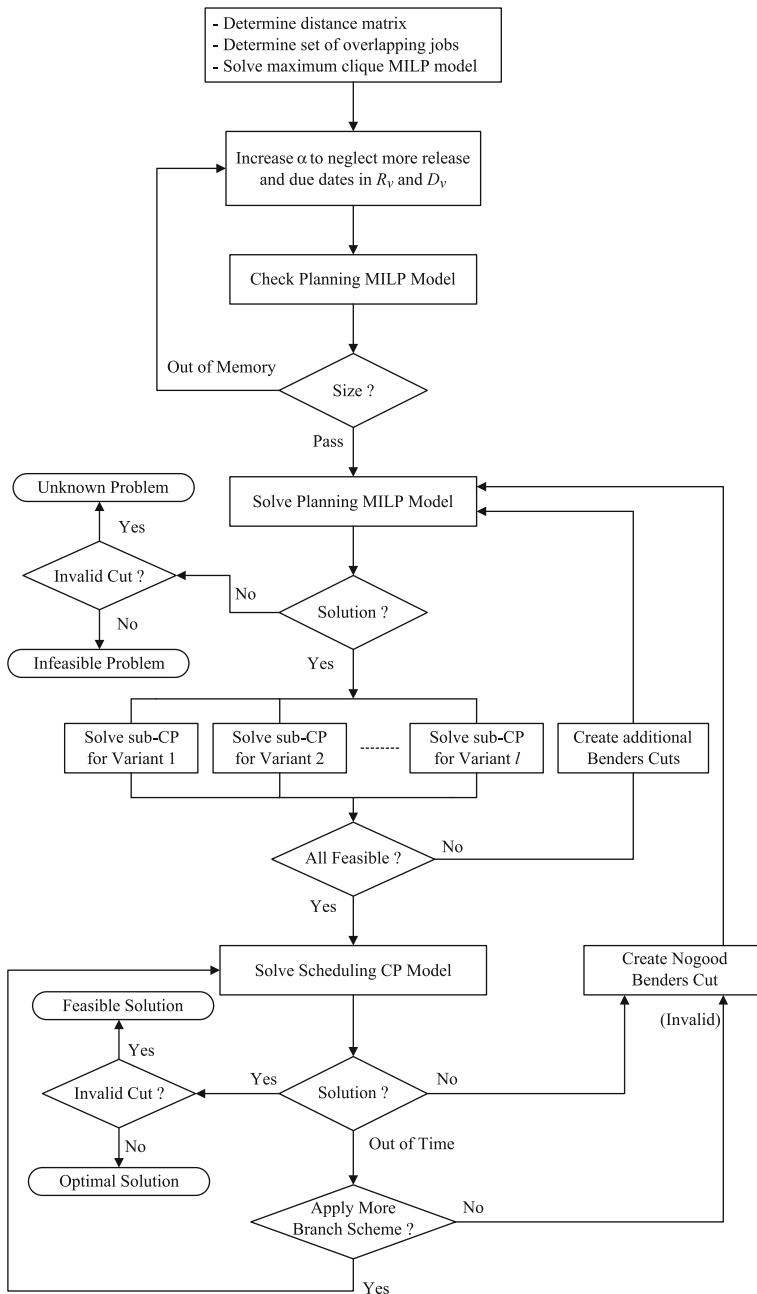 - Determine distance matrix
- Determine set of overlapping jobs
- Solve maximum clique MILP model
Increase α to neglect more release
and due dates in Rv and Dv
Check Planning MILP Model
Out of Memory
Size ?
Pass
Unknown Problem
Solve Planning MILP Model
Yes
Invalid Cut ?
No
Solution ?
No
Infeasible Problem
Yes
Solve sub-CP
for Variant 1
Solve sub-CP
for Variant 2
--------
Solve sub-CP
for Variant l
Create additional
Benders Cuts
All Feasible ?
No
Yes
Solve Scheduling CP Model
Create Nogood
Benders Cut
Feasible Solution
(Invalid)
Yes
Invalid Cut ?
Yes
Solution ?
No
No
Out of Time
Optimal Solution
Apply More
Branch Scheme ?
No
Yes